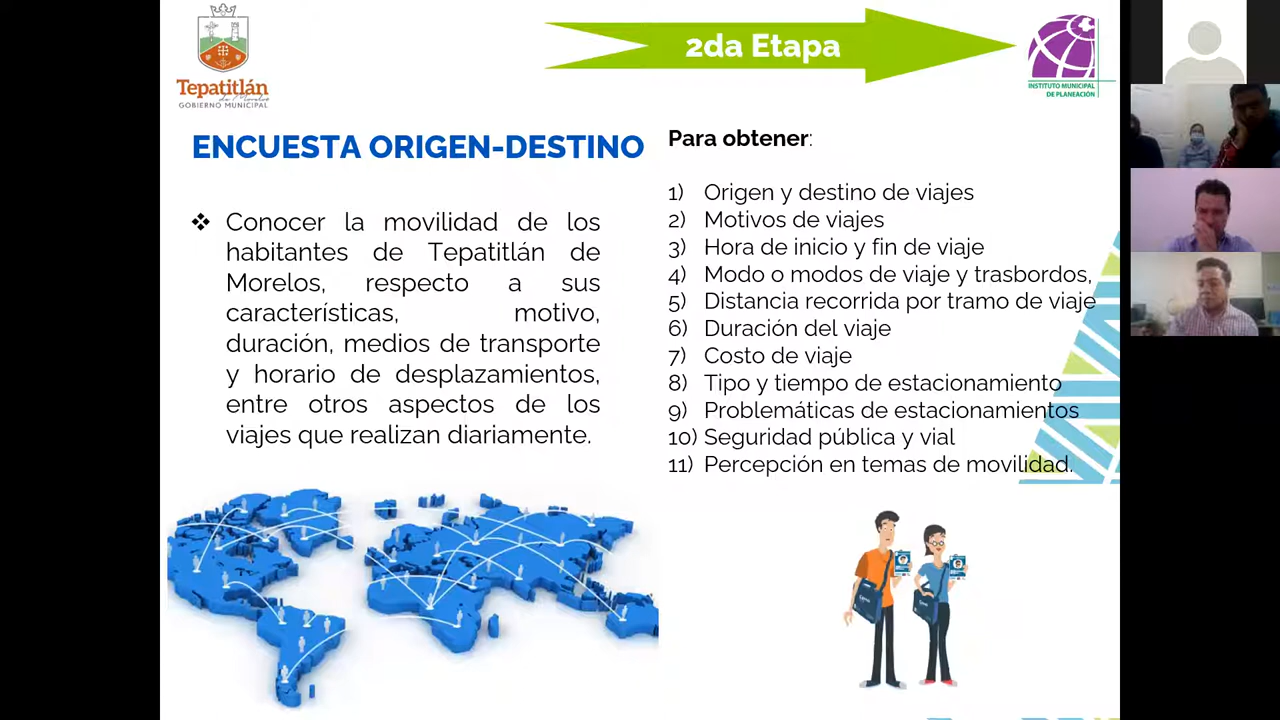 2da Etapa
Tepatitlán
de Morelos
GOBIERNO MUNICIPAL
INSTITUTO MUNICIPAL
DE PLANEACIÓN
ENCUESTA ORIGEN-DESTINO
❖ Conocer la movilidad de los
habitantes de Tepatitlán de
Morelos, respecto a sus
características, motivo,
duración, medios de transporte
y horario de desplazamientos,
entre otros aspectos de los
viajes que realizan diariamente.
Para obtener:
1) Origen y destino de viajes
2) Motivos de viajes
3) Hora de inicio y fin de viaje
4) Modo o modos de viaje y trasbordos,
5) Distancia recorrida por tramo de viaje
6) Duración del viaje
7) Costo de viaje
8) Tipo y tiempo de estacionamiento
9) Problemáticas de estacionamientos
10) Seguridad pública y vial
11) Percepción en temas de movilidad.